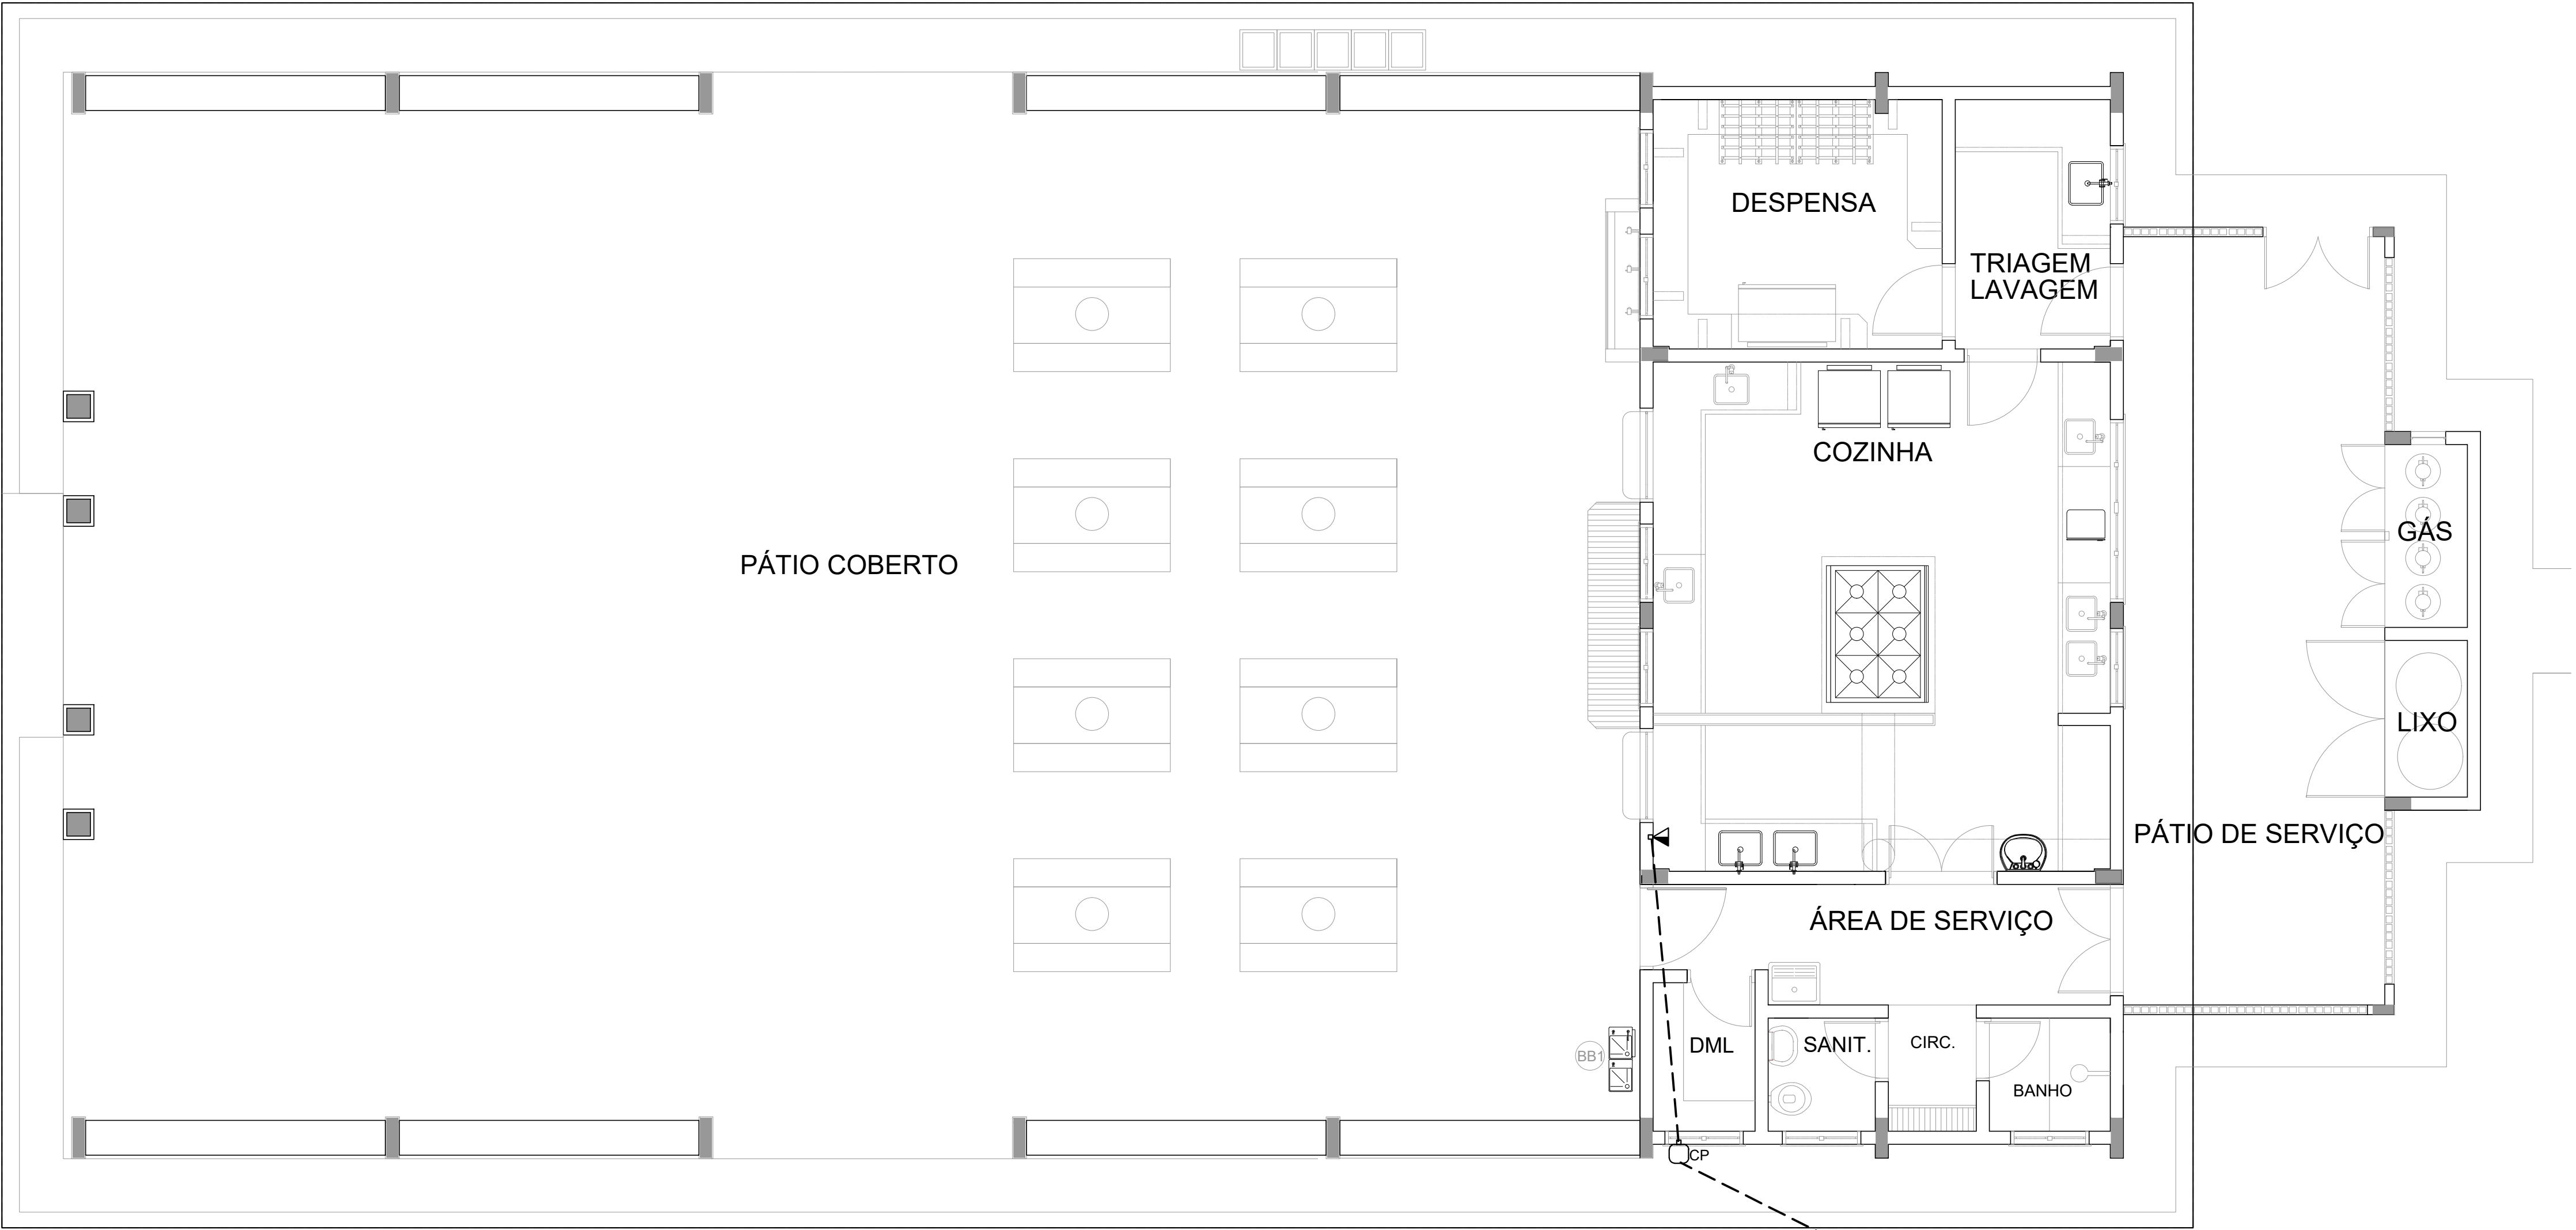 DESPENSA
TRIAGEM
LAVAGEM
COZINHA
GÁS
PÁTIO COBERTO
LIXO
PÁTIO DE SERVIÇO
ÁREA DE SERVIÇO
BB1
DML
SANIT.
CIRC.
BANHO
CP